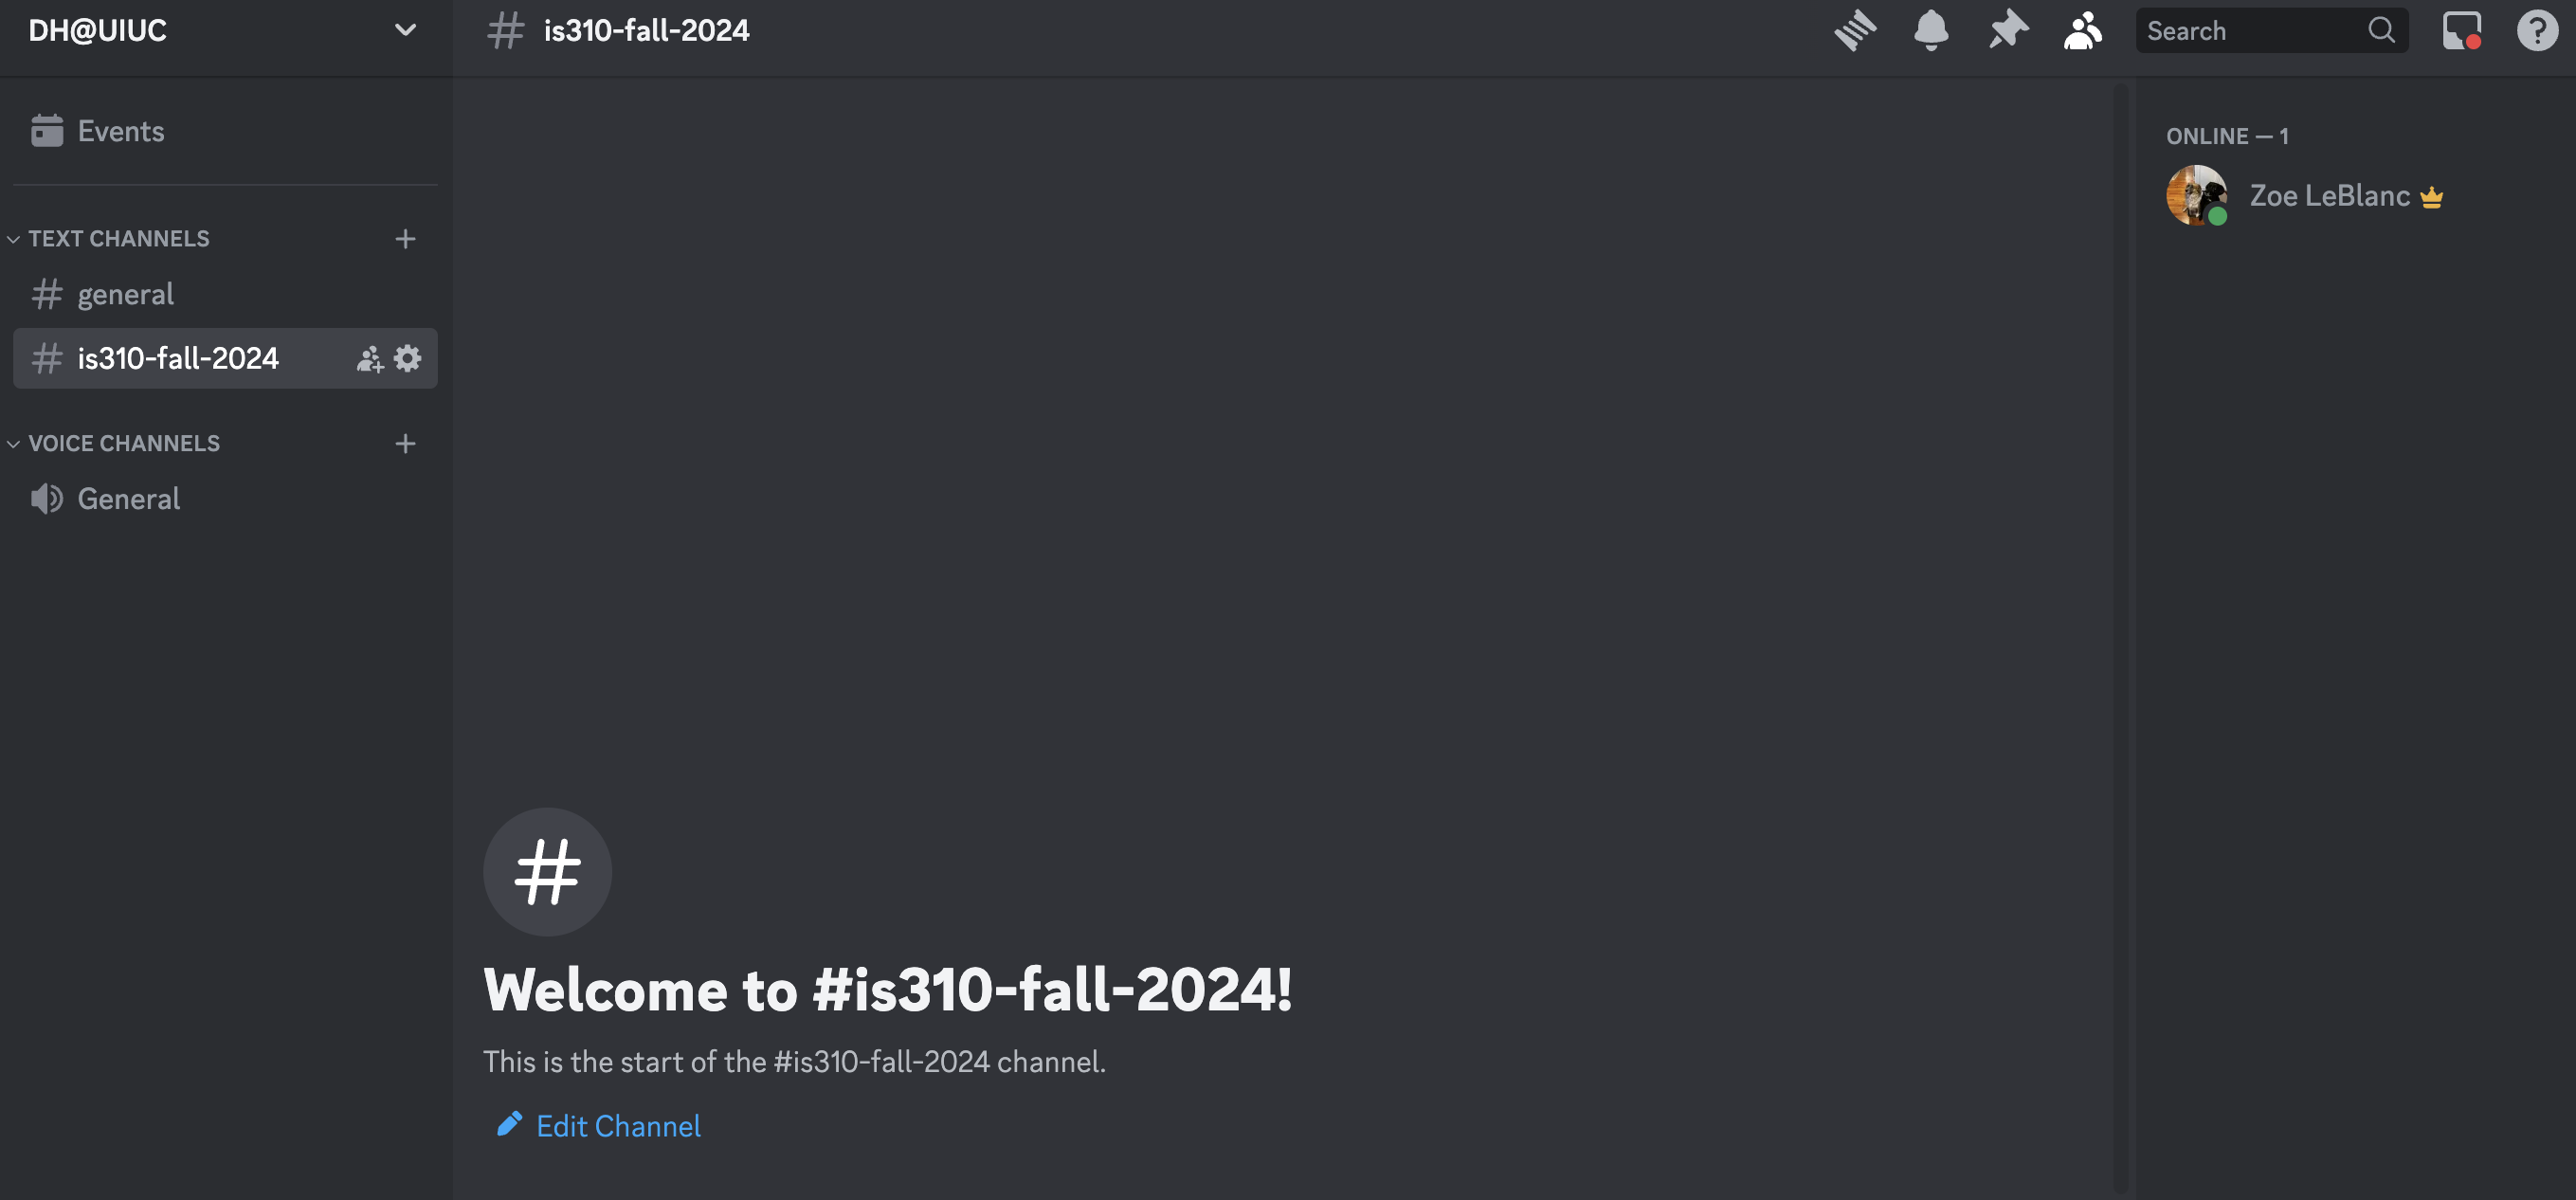 DH@UIUC
Events
TEXT CHANNELS
# general
# is310-fall-2024
VOICE CHANNELS
General
# is310-fall-2024
Search
#
Welcome to #is310-fall-2024!
This is the start of the #is310-fall-2024 channel.
Edit Channel
ONLINE — 1
Zoe LeBlanc